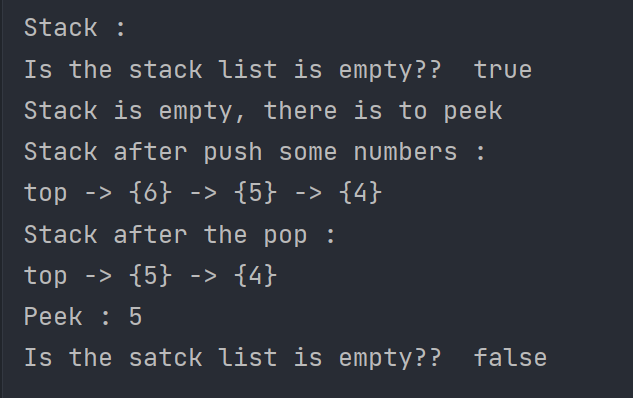 Stack :
Is the stack list is empty??  true
Stack is empty, there is to peek
Stack after push some numbers :
top -> {6} -> {5} -> {4}
Stack after the pop :
top -> {5} -> {4}
Peek : 5
Is the satck list is empty??  false